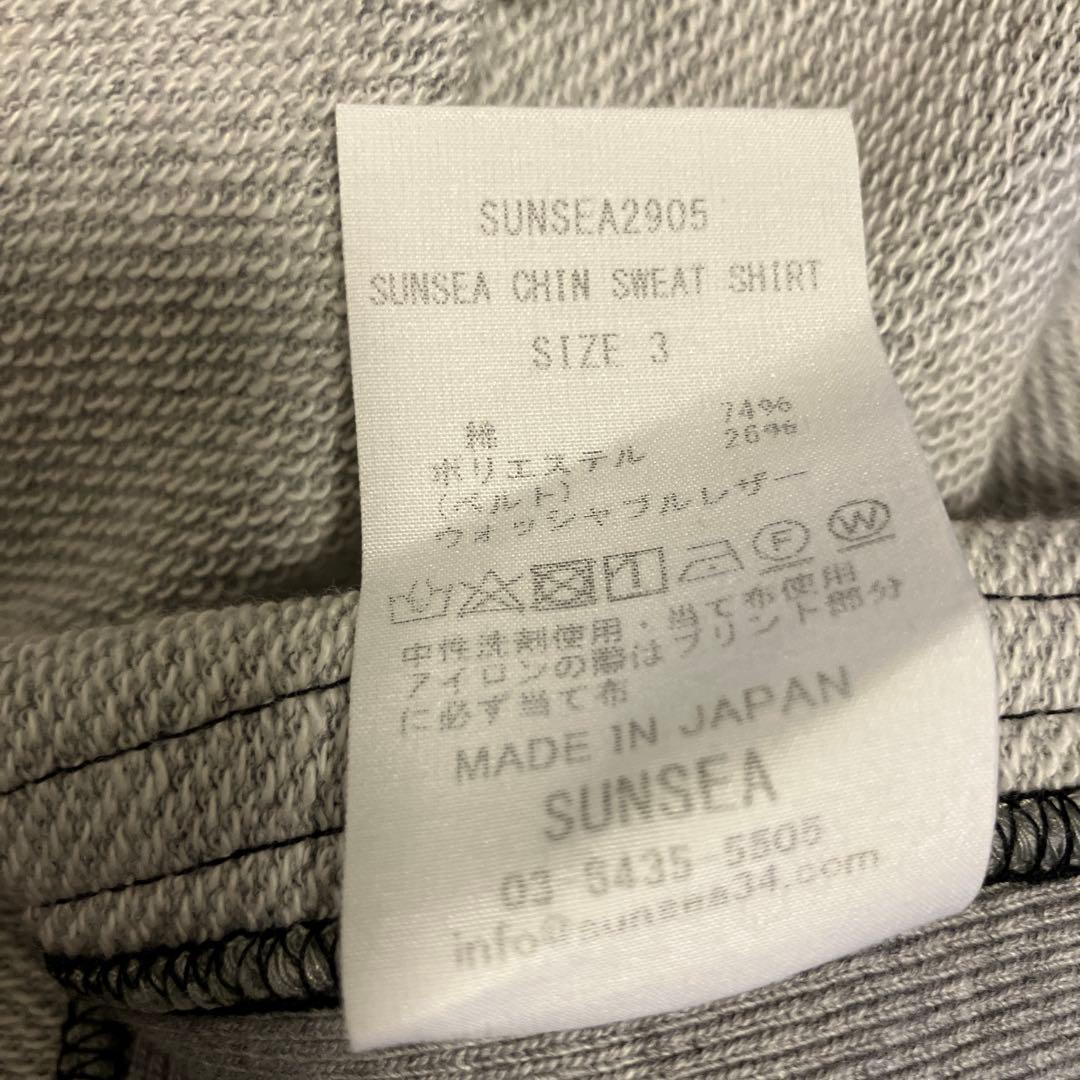 SUNSEA2905
SUNSEA CHIN SWEAT SHIRT
SIZE 3
綿 74%
ポリエステル 26%
(ベルト)
ウォッシャブルレザー
F W
中性洗剤使用・当て布使用
アイロンの際はプリント部分
に必ず当て布
MADE IN JAPAN
SUNSEA
03 5435 5505
info@sunsea34.com